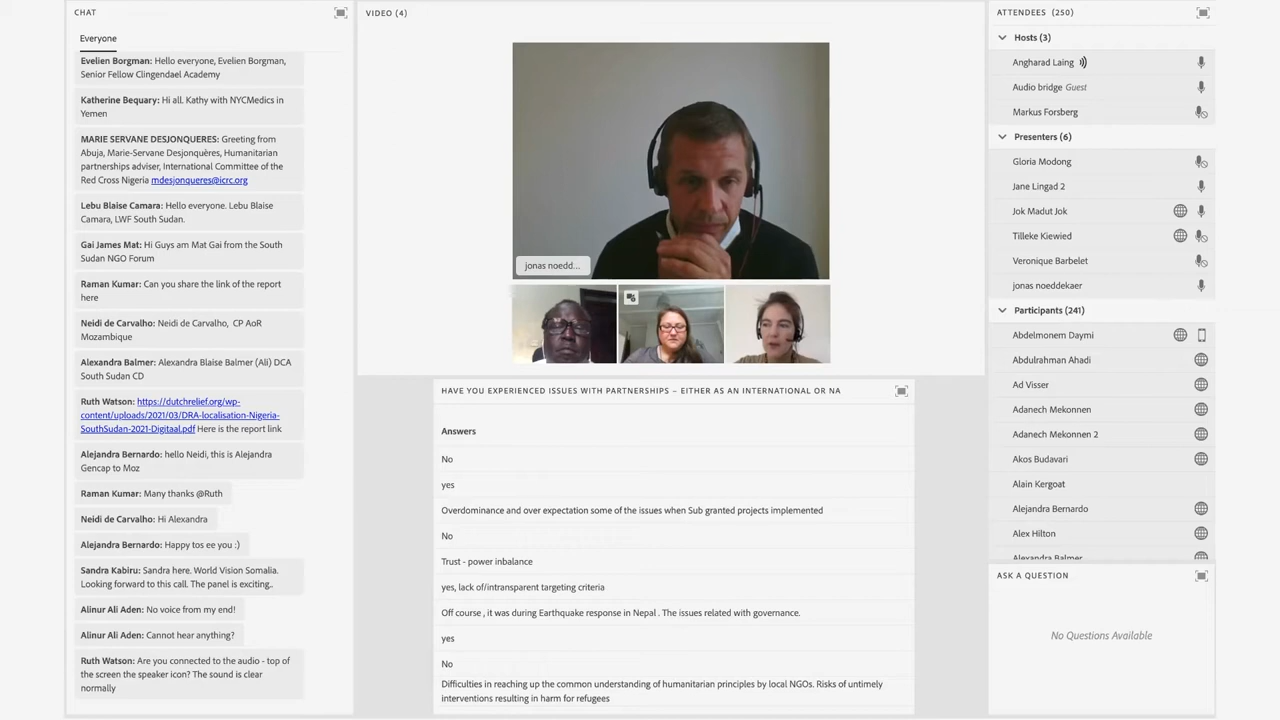 CHAT
Everyone
Evelien Borgman: Hello everyone, Evelien Borgman,
Senior Fellow Clingendael Academy
Katherine Bequary: Hi all. Kathy with NYCMedics in
Yemen
MARIE SERVANE DESJONQUERES: Greeting from
Abuja, Marie-Servane Desjonquères, Humanitarian
partnerships adviser, International Committee of the
Red Cross Nigeria mdesjonqueres@icrc.org
Lebu Blaise Camara: Hello everyone. Lebu Blaise
Camara, LWF South Sudan.
Gai James Mat: Hi Guys am Mat Gai from the South
Sudan NGO Forum
Raman Kumar: Can you share the link of the report
here
Neidi de Carvalho: Neidi de Carvalho, CP AoR
Mozambique
Alexandra Balmer: Alexandra Blaise Balmer (Ali) DCA
South Sudan CD
Ruth Watson: https://dutchrelief.org/wp-
content/uploads/2021/03/DRA-localisation-Nigeria-
SouthSudan-2021-Digitaal.pdf Here is the report link
Alejandra Bernardo: hello Neidi, this is Alejandra
Gencap to Moz
Raman Kumar: Many thanks @Ruth
Neidi de Carvalho: Hi Alexandra
Alejandra Bernardo: Happy tos ee you :)
Sandra Kabiru: Sandra here. World Vision Somalia.
Looking forward to this call. The panel is exciting..
Alinur Ali Aden: No voice from my end!
Alinur Ali Aden: Cannot hear anything?
Ruth Watson: Are you connected to the audio - top of
the screen the speaker icon? The sound is clear
normally
VIDEO (4)
jonas noedd...
HAVE YOU EXPERIENCED ISSUES WITH PARTNERSHIPS – EITHER AS AN INTERNATIONAL OR NA
Answers
No
yes
Overdominance and over expectation some of the issues when Sub granted projects implemented
No
Trust - power inbalance
yes, lack of/intransparent targeting criteria
Off course , it was during Earthquake response in Nepal . The issues related with governance.
yes
No
Difficulties in reaching up the common understanding of humanitarian principles by local NGOs. Risks of untimely
interventions resulting in harm for refugees
ATTENDEES (250)
Hosts (3)
Angharad Laing
Audio bridge Guest
Markus Forsberg
Presenters (6)
Gloria Modong
Jane Lingad 2
Jok Madut Jok
Tilleke Kiewied
Veronique Barbelet
jonas noeddekaer
Participants (241)
Abdelmonem Daymi
Abdulrahman Ahadi
Ad Visser
Adanech Mekonnen
Adanech Mekonnen 2
Akos Budavari
Alain Kergoat
Alejandra Bernardo
Alex Hilton
Alexandra Balmer
ASK A QUESTION
No Questions Available